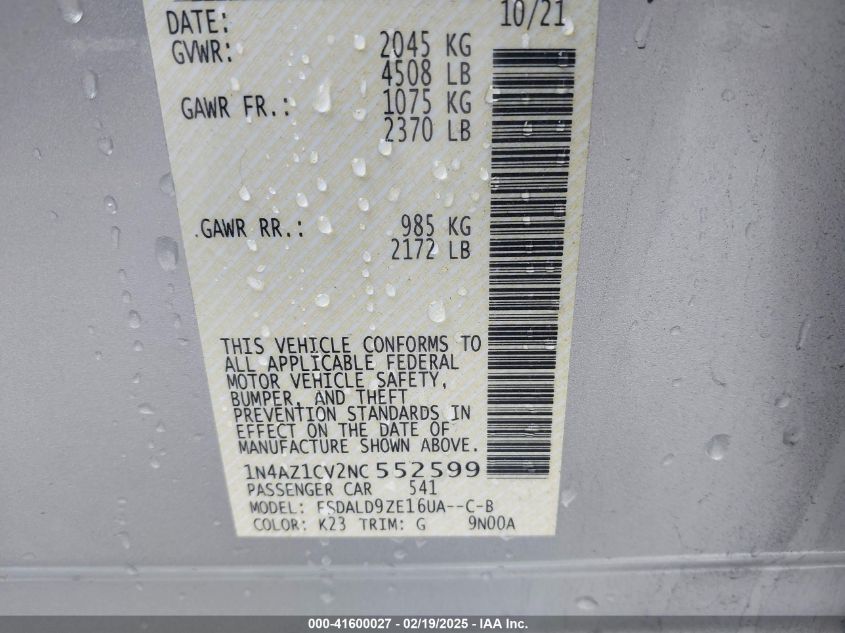 DATE: 10/21
GVWR: 2045 KG
4508 LB
GAWR FR.: 1075 KG
2370 LB
GAWR RR.: 985 KG
2172 LB
THIS VEHICLE CONFORMS TO
ALL APPLICABLE FEDERAL
MOTOR VEHICLE SAFETY,
BUMPER, AND THEFT
PREVENTION STANDARDS IN
EFFECT ON THE DATE OF
MANUFACTURE SHOWN ABOVE.
1N4AZ1CV2NC 552599
PASSENGER CAR 541
MODEL: FSDALD9ZE16UA--C-B
COLOR: K23 TRIM: G 9N00A
000-41600027 - 02/19/2025 - IAA Inc.